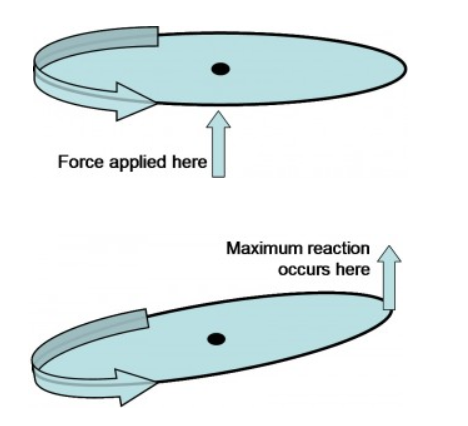 Force applied here
Maximum reaction
occurs here